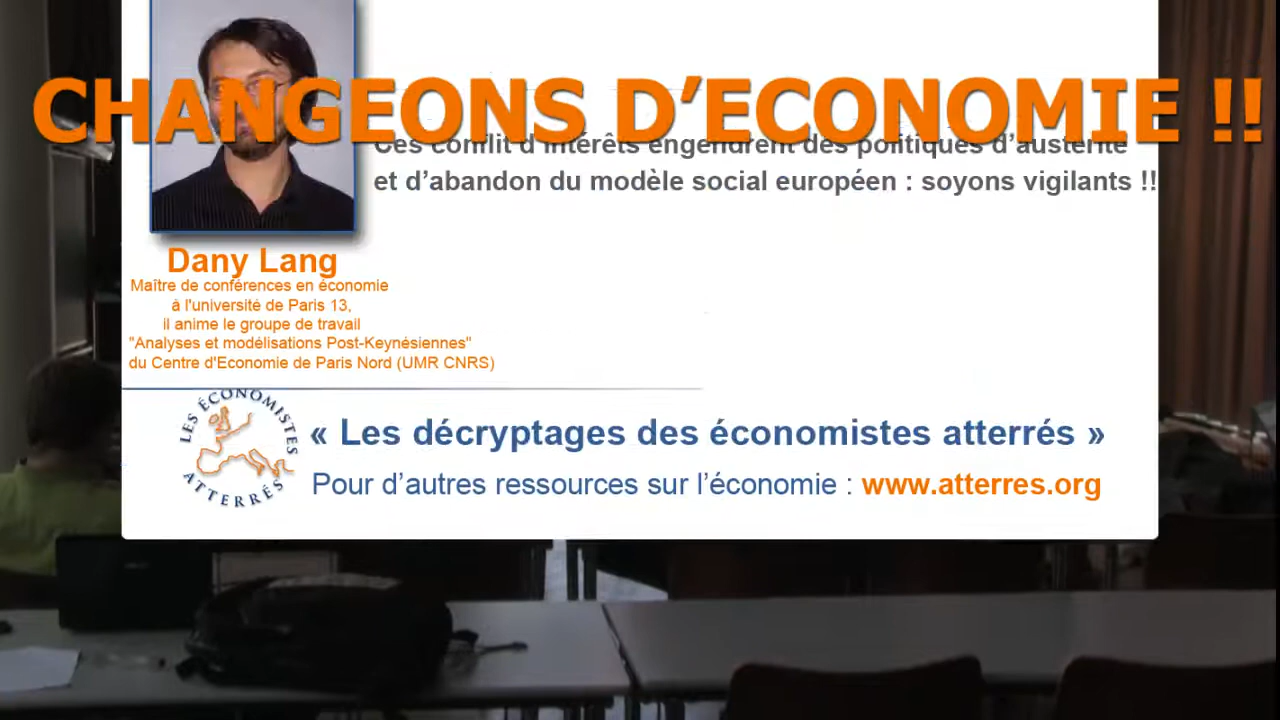 CHANGEONS D’ECONOMIE !!
Ces conflit d’intérêts engendrent des politiques d’austérité
et d’abandon du modèle social européen : soyons vigilants !!
Dany Lang
Maître de conférences en économie
à l'université de Paris 13,
il anime le groupe de travail
"Analyses et modélisations Post-Keynésiennes"
du Centre d'Economie de Paris Nord (UMR CNRS)
LES ÉCONOMISTES
ATTERRÉS
« Les décryptages des économistes atterrés »
Pour d’autres ressources sur l’économie : www.atterres.org